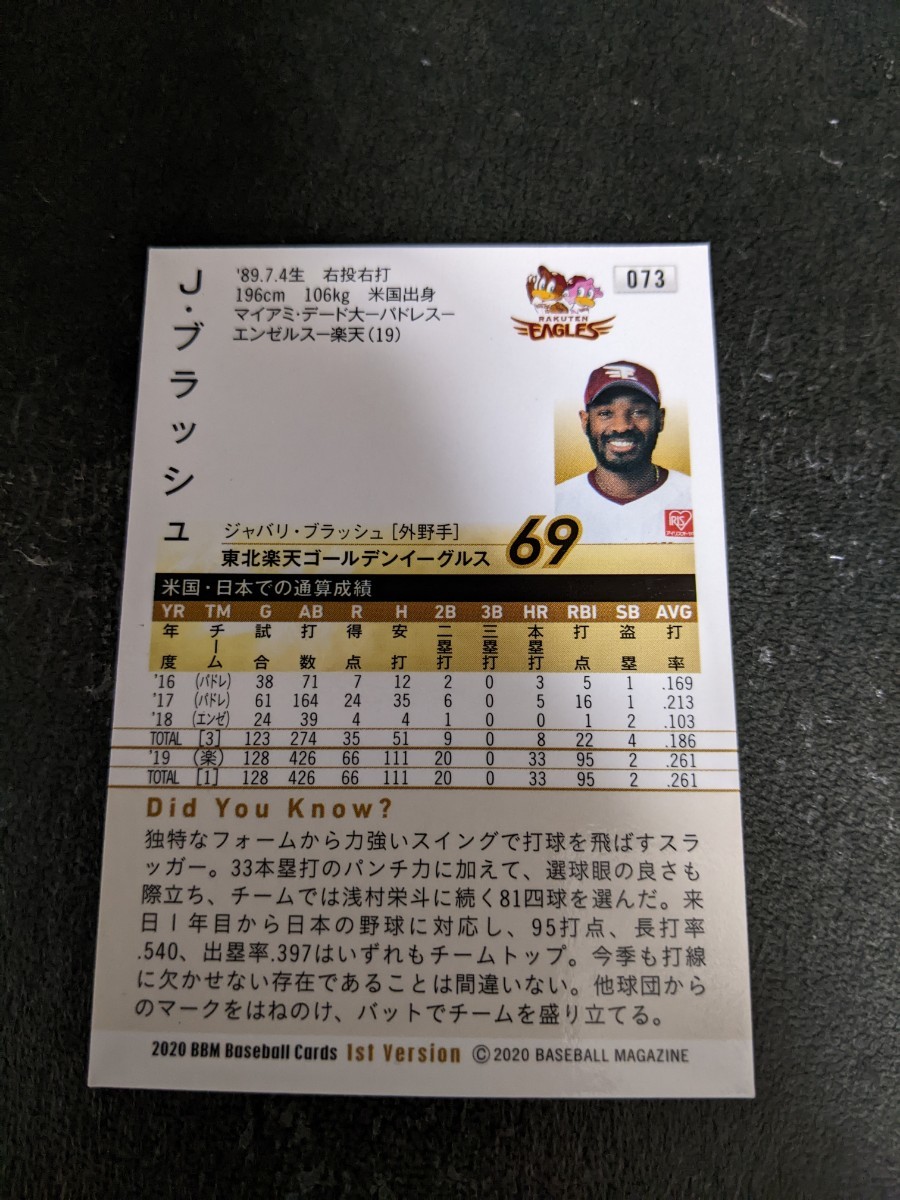 J・ブラッシュ
'89.7.4生 右投右打
196cm 106kg 米国出身
マイアミ・デード大ーパドレスー
エンゼルスー楽天(19)
RAKUTEN
EAGLES
073
IRIS
アイリスオーヤマ
ジャバリ・ブラッシュ [外野手]
東北楽天ゴールデンイーグルス
69
米国・日本での通算成績
YR TM G AB R H 2B 3B HR RBI SB AVG
年度 チーム 試合 打数 得点 安打 二塁打 三塁打 本塁打 打点 盗塁 打率
'16 (パドレ) 38 71 7 12 2 0 3 5 1 .169
'17 (パドレ) 61 164 24 35 6 0 5 16 1 .213
'18 (エンゼ) 24 39 4 4 1 0 0 1 2 .103
TOTAL [3] 123 274 35 51 9 0 8 22 4 .186
'19 (楽) 128 426 66 111 20 0 33 95 2 .261
TOTAL [1] 128 426 66 111 20 0 33 95 2 .261
Did You Know?
独特なフォームから力強いスイングで打球を飛ばすスラ
ッガー。33本塁打のパンチ力に加えて、選球眼の良さも
際立ち、チームでは浅村栄斗に続く81四球を選んだ。来
日1年目から日本の野球に対応し、95打点、長打率
.540、出塁率.397はいずれもチームトップ。今季も打線
に欠かせない存在であることは間違いない。他球団から
のマークをはねのけ、バットでチームを盛り立てる。
2020 BBM Baseball Cards 1st Version ©2020 BASEBALL MAGAZINE